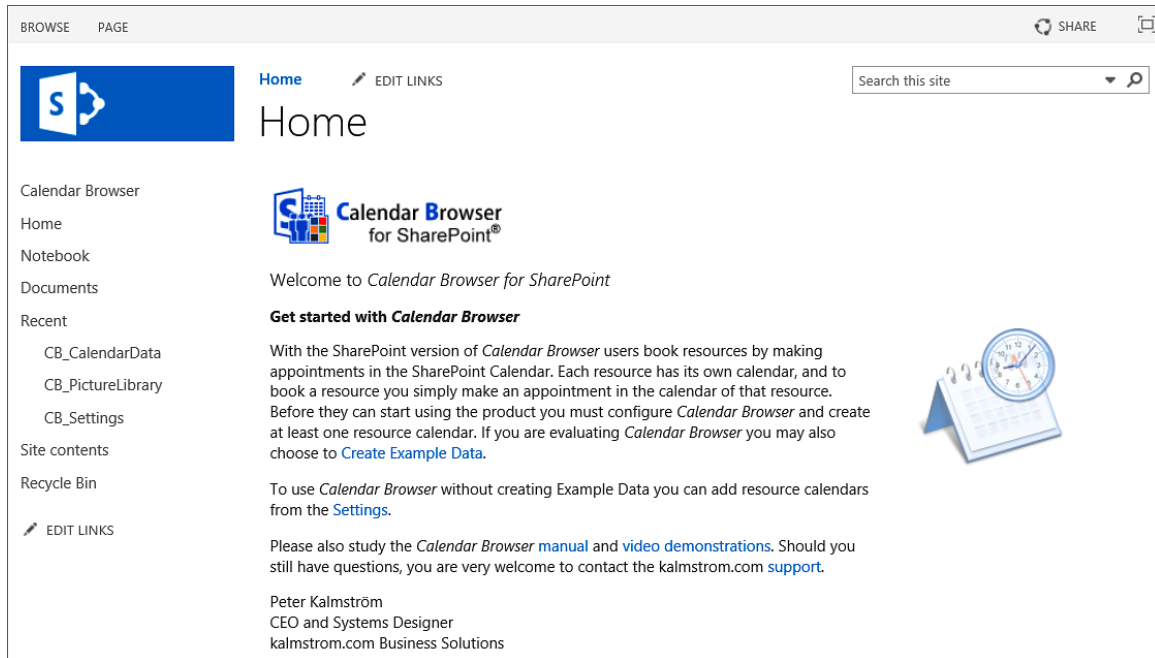 BROWSE PAGE SHARE
S
Home EDIT LINKS
Search this site
Home
Calendar Browser
Home
Notebook
Documents
Recent
CB_CalendarData
CB_PictureLibrary
CB_Settings
Site contents
Recycle Bin
EDIT LINKS
Calendar Browser
for SharePoint®
Welcome to Calendar Browser for SharePoint
Get started with Calendar Browser
With the SharePoint version of Calendar Browser users book resources by making
appointments in the SharePoint Calendar. Each resource has its own calendar, and to
book a resource you simply make an appointment in the calendar of that resource.
Before they can start using the product you must configure Calendar Browser and create
at least one resource calendar. If you are evaluating Calendar Browser you may also
choose to Create Example Data.
To use Calendar Browser without creating Example Data you can add resource calendars
from the Settings.
Please also study the Calendar Browser manual and video demonstrations. Should you
still have questions, you are very welcome to contact the kalmstrom.com support.
Peter Kalmström
CEO and Systems Designer
kalmstrom.com Business Solutions